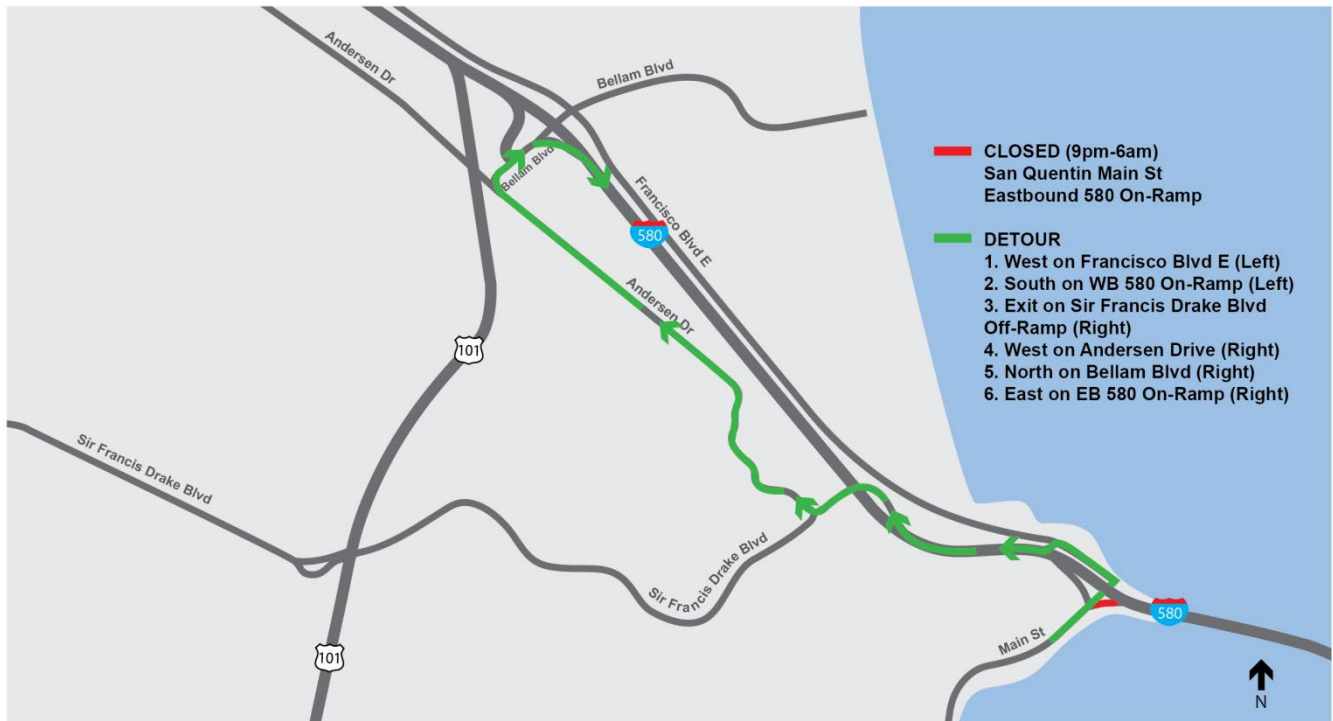 Andersen Dr
Bellam Blvd
Bellam Blvd
Francisco Blvd E
580
Andersen Dr
101
Sir Francis Drake Blvd
Sir Francis Drake Blvd
Main St
101
580
N
CLOSED (9pm-6am)
San Quentin Main St
Eastbound 580 On-Ramp
DETOUR
1. West on Francisco Blvd E (Left)
2. South on WB 580 On-Ramp (Left)
3. Exit on Sir Francis Drake Blvd
Off-Ramp (Right)
4. West on Andersen Drive (Right)
5. North on Bellam Blvd (Right)
6. East on EB 580 On-Ramp (Right)